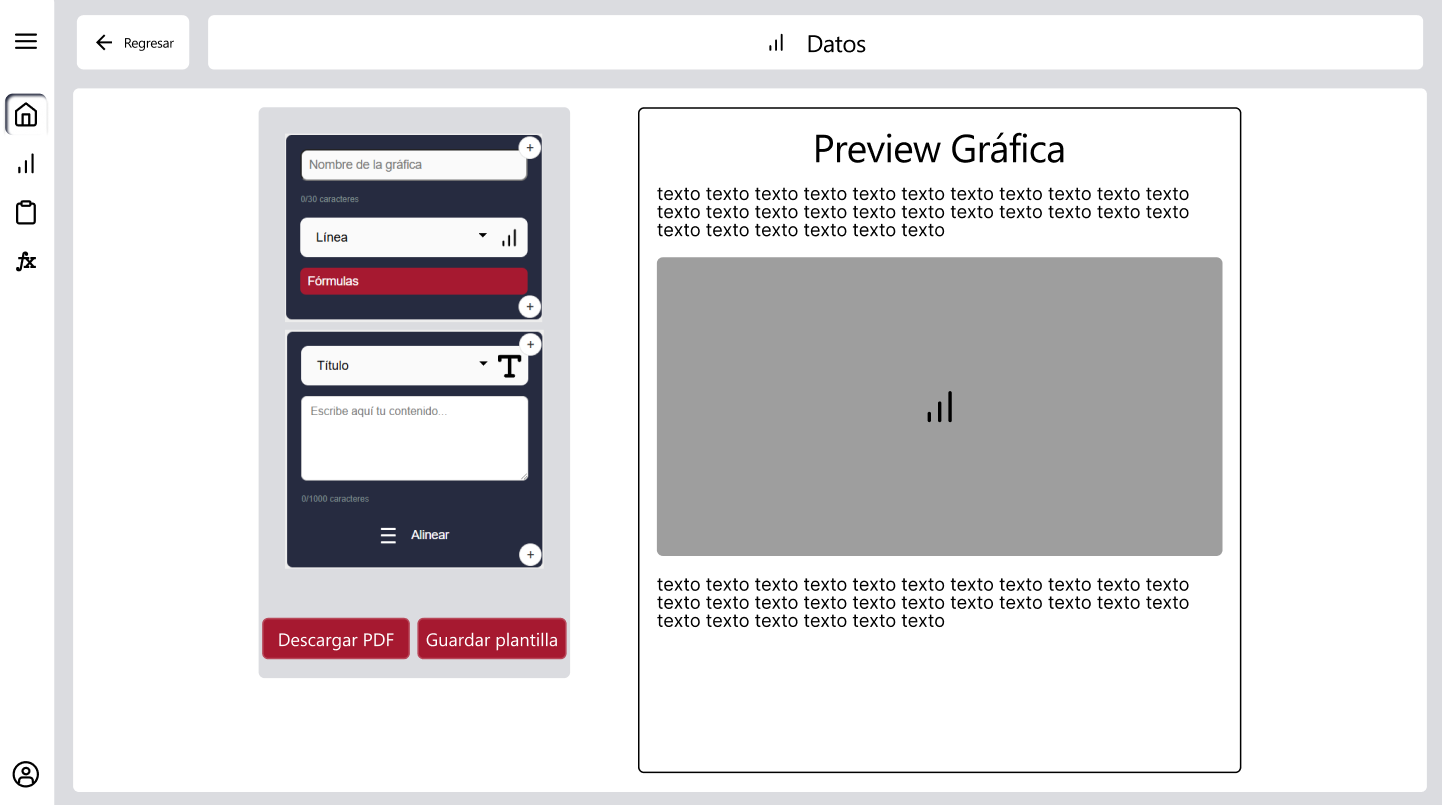 Regresar
Datos
Nombre de la gráfica
0/30 caracteres
Línea
Fórmulas
Título
Escribe aquí tu contenido...
0/1000 caracteres
Alinear
Descargar PDF
Guardar plantilla
Preview Gráfica
texto texto texto texto texto texto texto texto texto texto texto
texto texto texto texto texto texto texto texto texto texto texto
texto texto texto texto texto texto
texto texto texto texto texto texto texto texto texto texto texto
texto texto texto texto texto texto texto texto texto texto texto
texto texto texto texto texto texto